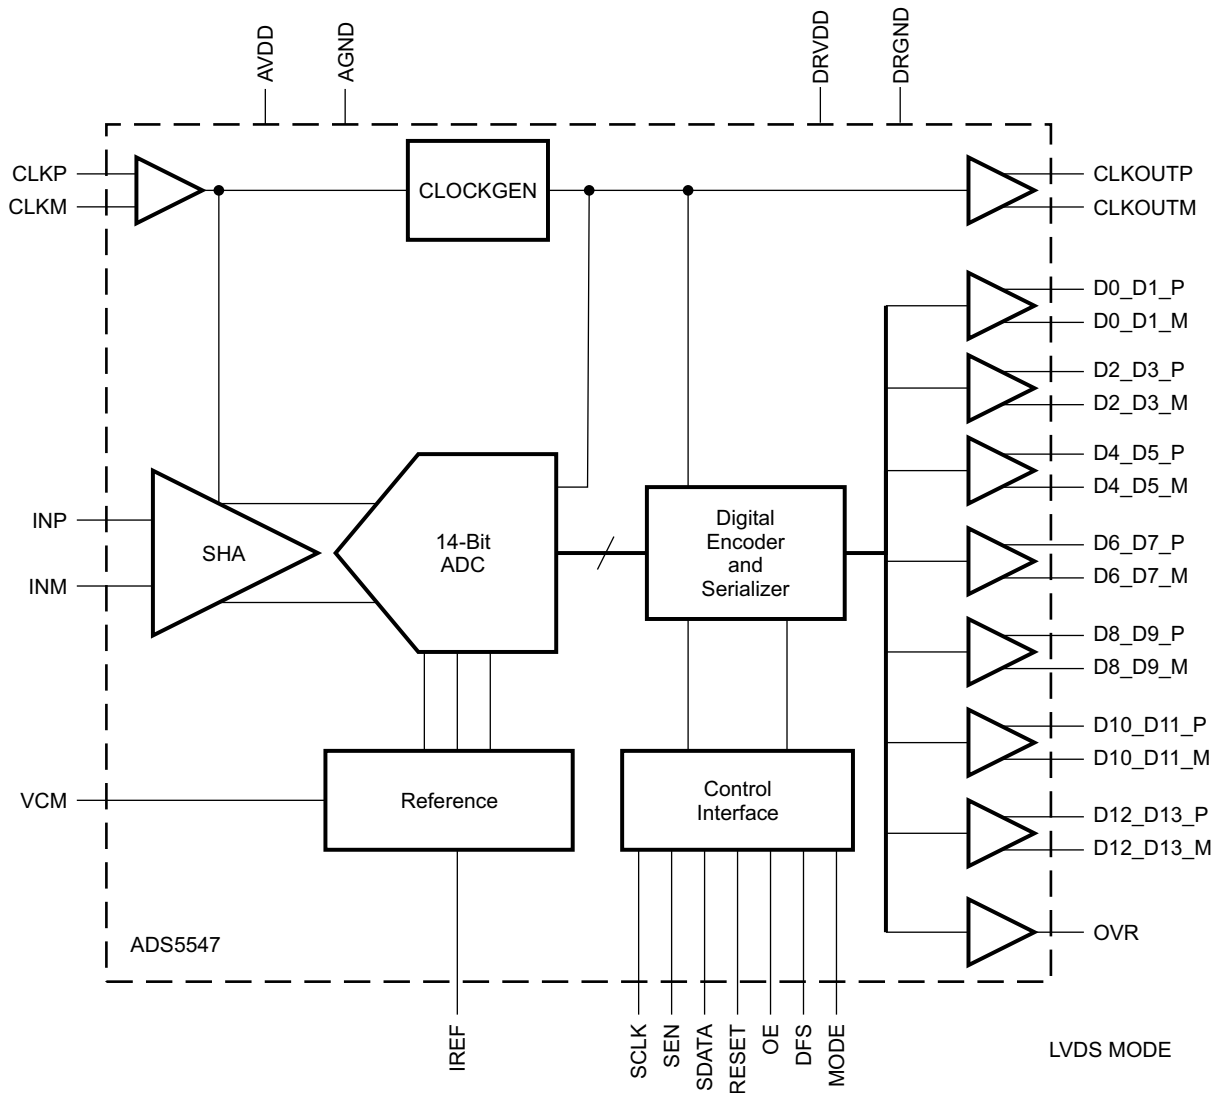 AVDD
AGND
DRVDD
DRGND
CLKP
CLKM
CLOCKGEN
CLKOUTP
CLKOUTM
D0_D1_P
D0_D1_M
D2_D3_P
D2_D3_M
D4_D5_P
D4_D5_M
INP
INM
SHA
14-Bit
ADC
Digital
Encoder
and
Serializer
D6_D7_P
D6_D7_M
D8_D9_P
D8_D9_M
D10_D11_P
D10_D11_M
VCM
Reference
Control
Interface
D12_D13_P
D12_D13_M
OVR
ADS5547
IREF
SCLK
SEN
SDATA
RESET
OE
DFS
MODE
LVDS MODE